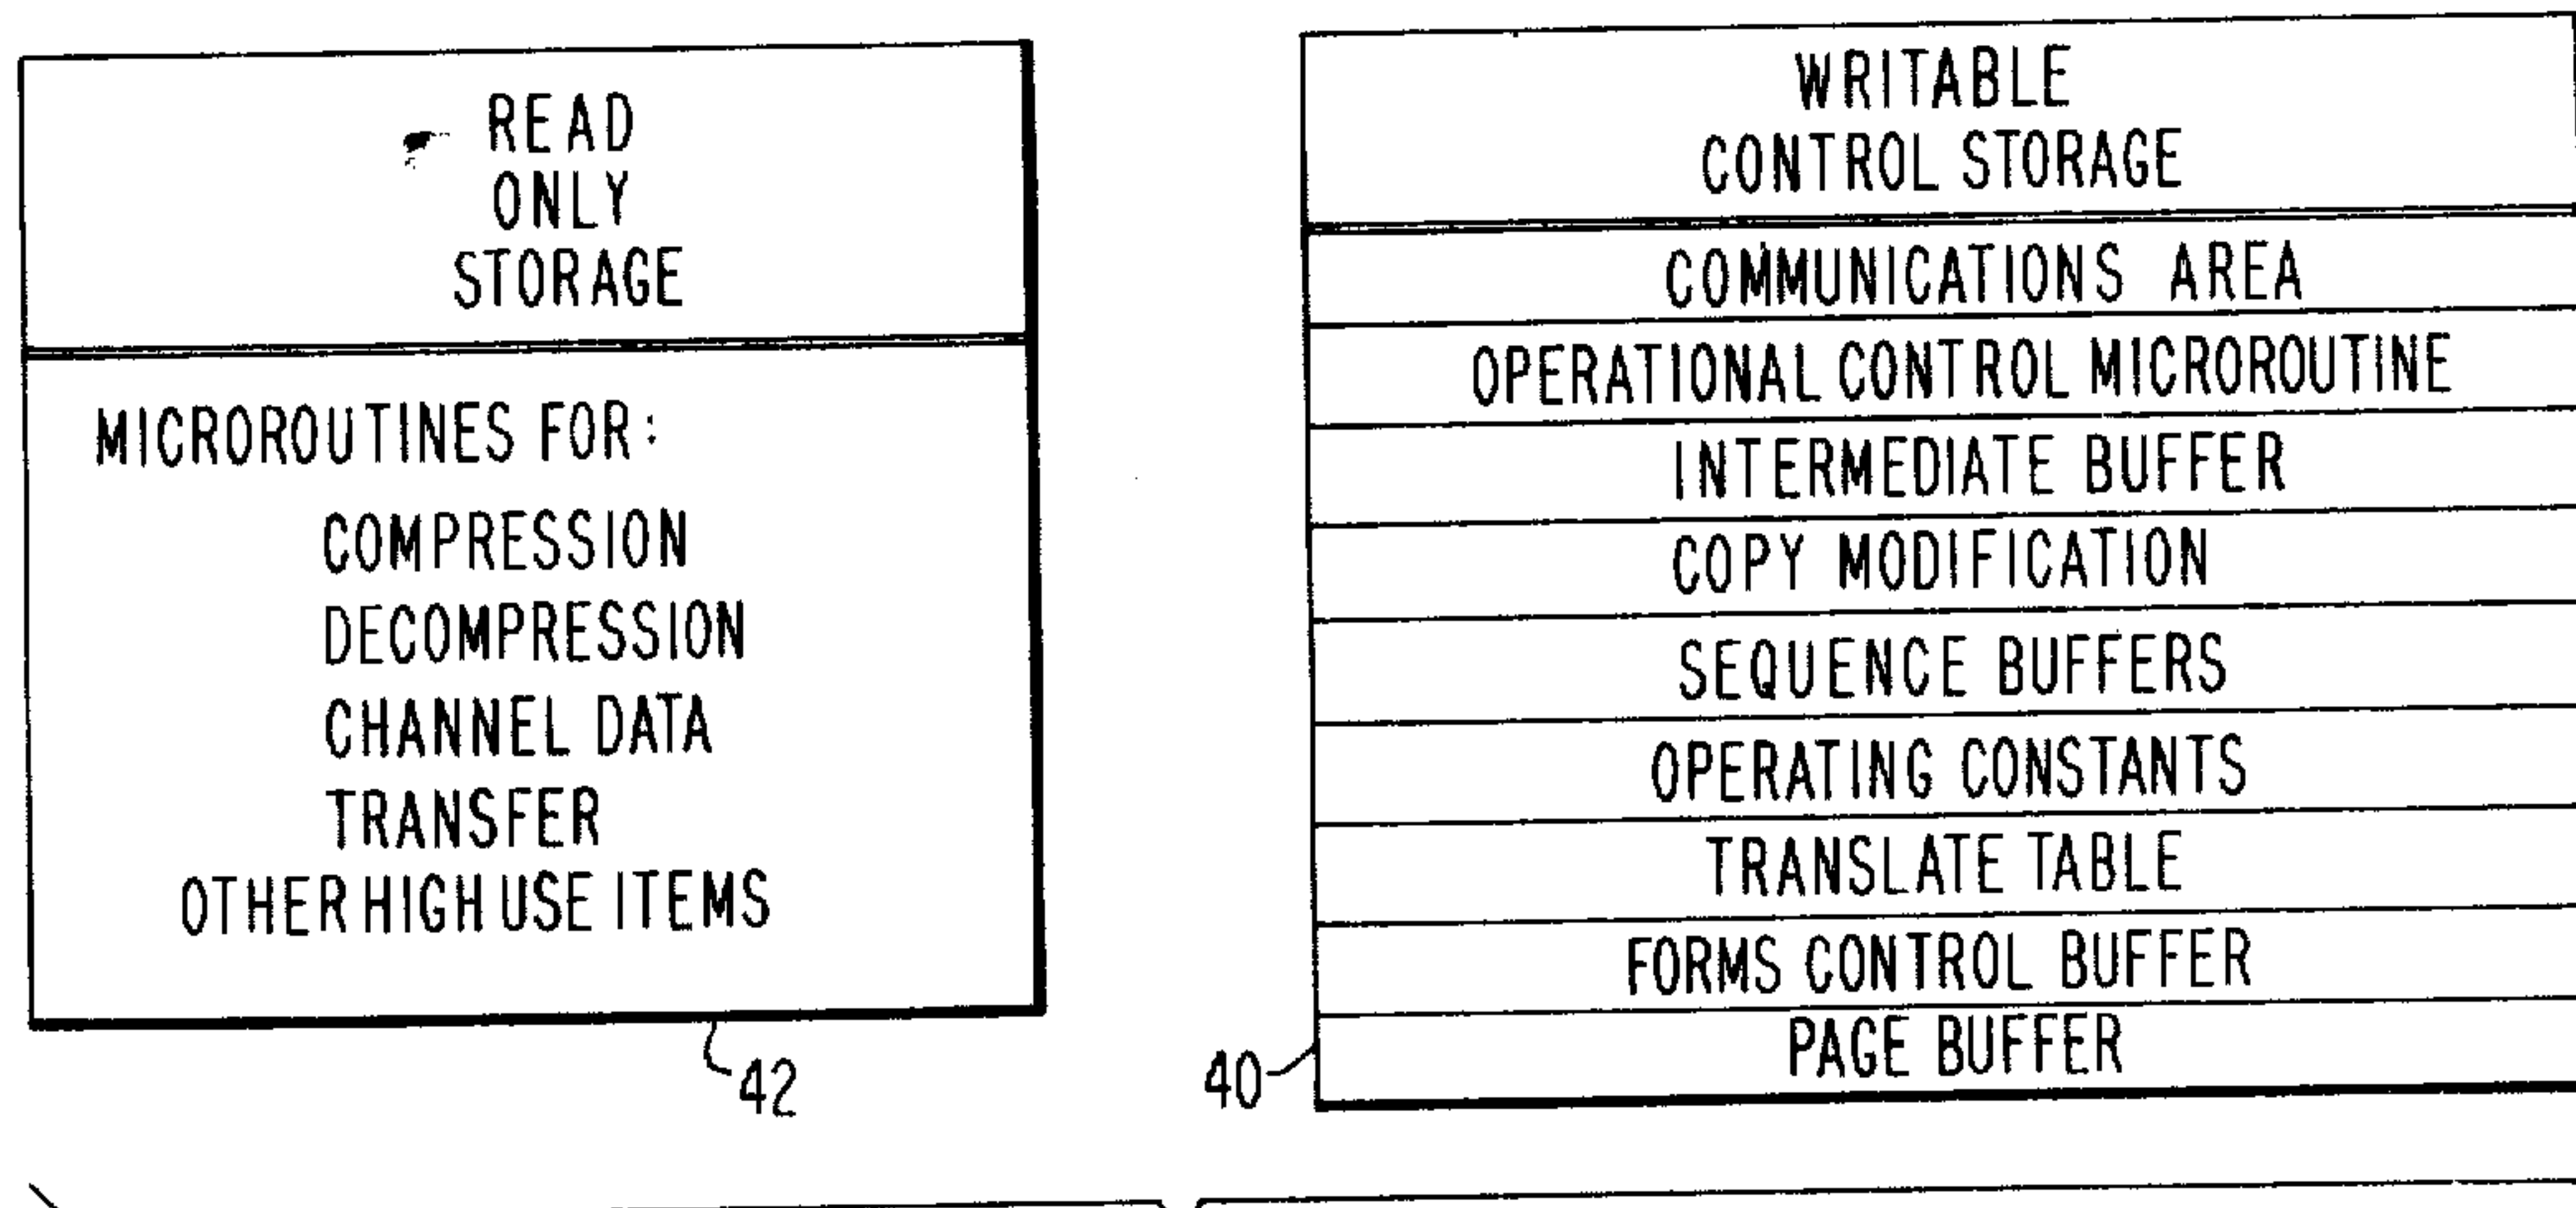 READ
ONLY
STORAGE
MICROROUTINES FOR:
COMPRESSION
DECOMPRESSION
CHANNEL DATA
TRANSFER
OTHER HIGH USE ITEMS
42
WRITABLE
CONTROL STORAGE
COMMUNICATIONS AREA
OPERATIONAL CONTROL MICROROUTINE
INTERMEDIATE BUFFER
COPY MODIFICATION
SEQUENCE BUFFERS
OPERATING CONSTANTS
TRANSLATE TABLE
FORMS CONTROL BUFFER
PAGE BUFFER
40